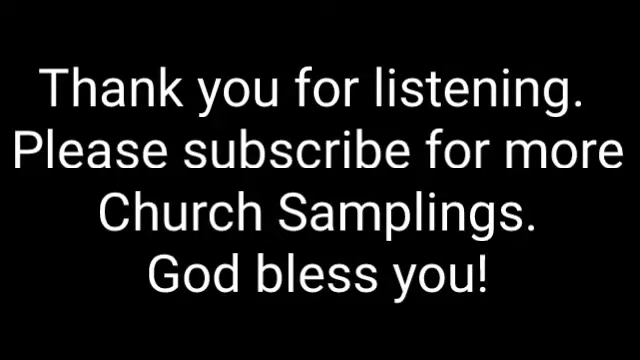 Thank you for listening.
Please subscribe for more
Church Samplings.
God bless you!